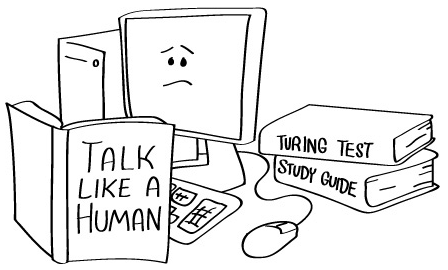 TALK
LIKE A
HUMAN
TURING TEST
STUDY GUIDE